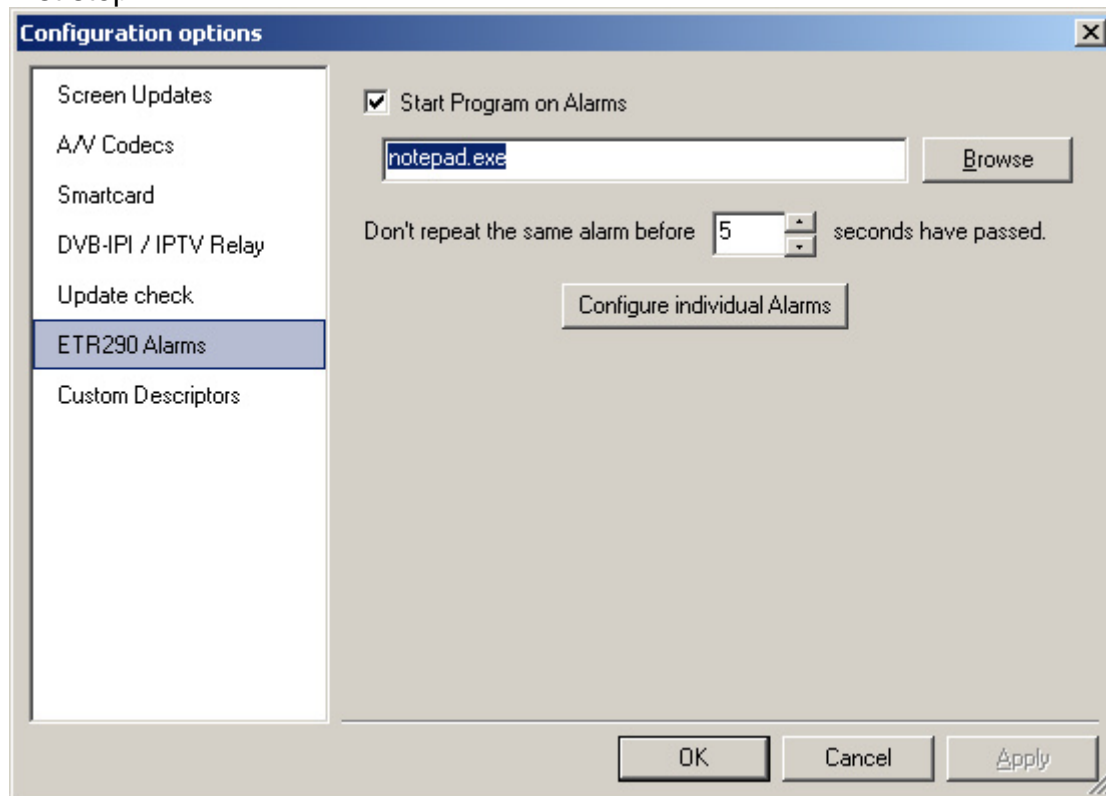 Configuration options
Screen Updates
A/V Codecs
Smartcard
DVB-IPI / IPTV Relay
Update check
ETR290 Alarms
Custom Descriptors
Start Program on Alarms
notepad.exe
Browse
Don't repeat the same alarm before 5 seconds have passed.
Configure individual Alarms
OK Cancel Apply